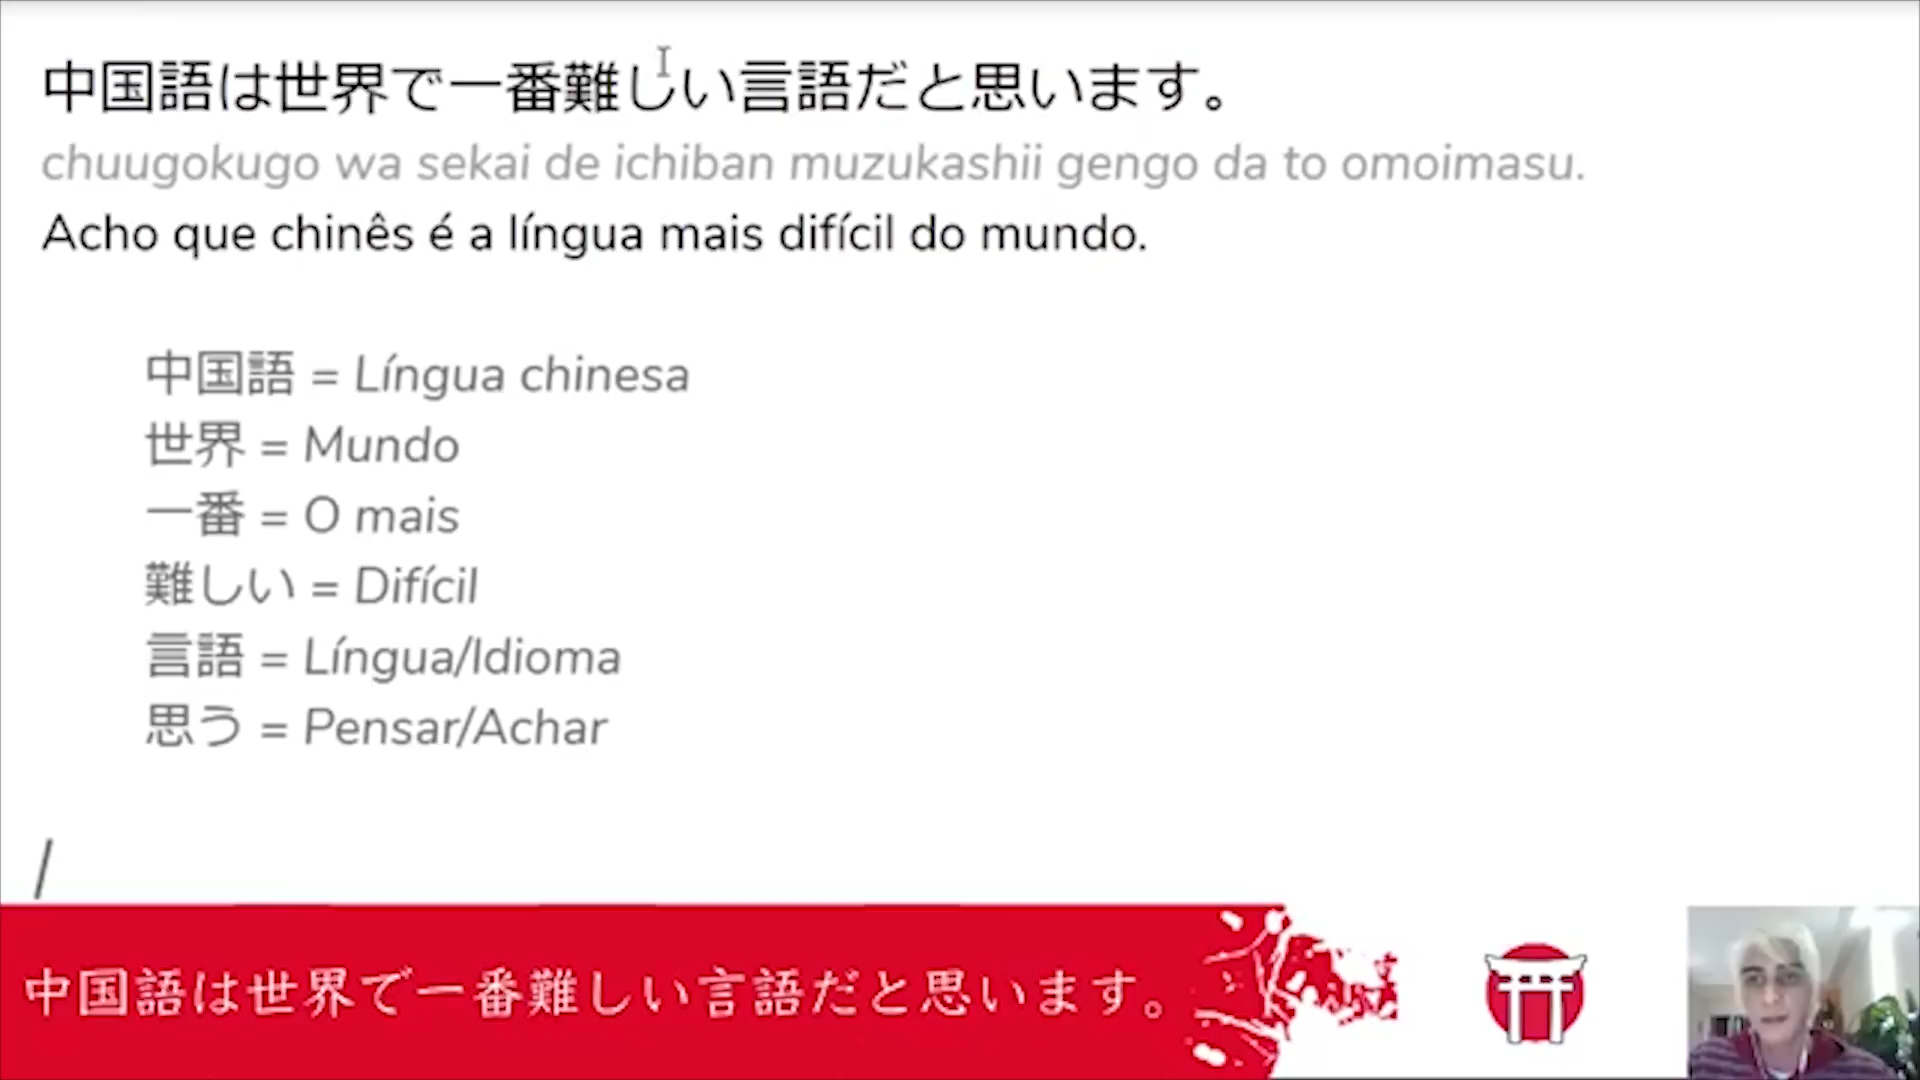 中国語は世界で一番難しい言語だと思います。
chuugokugo wa sekai de ichiban muzukashii gengo da to omoimasu.
Acho que chinês é a língua mais difícil do mundo.
中国語 = Língua chinesa
世界 = Mundo
一番 = O mais
難しい = Difícil
言語 = Língua/Idioma
思う = Pensar/Achar
/
中国語は世界で一番難しい言語だと思います。